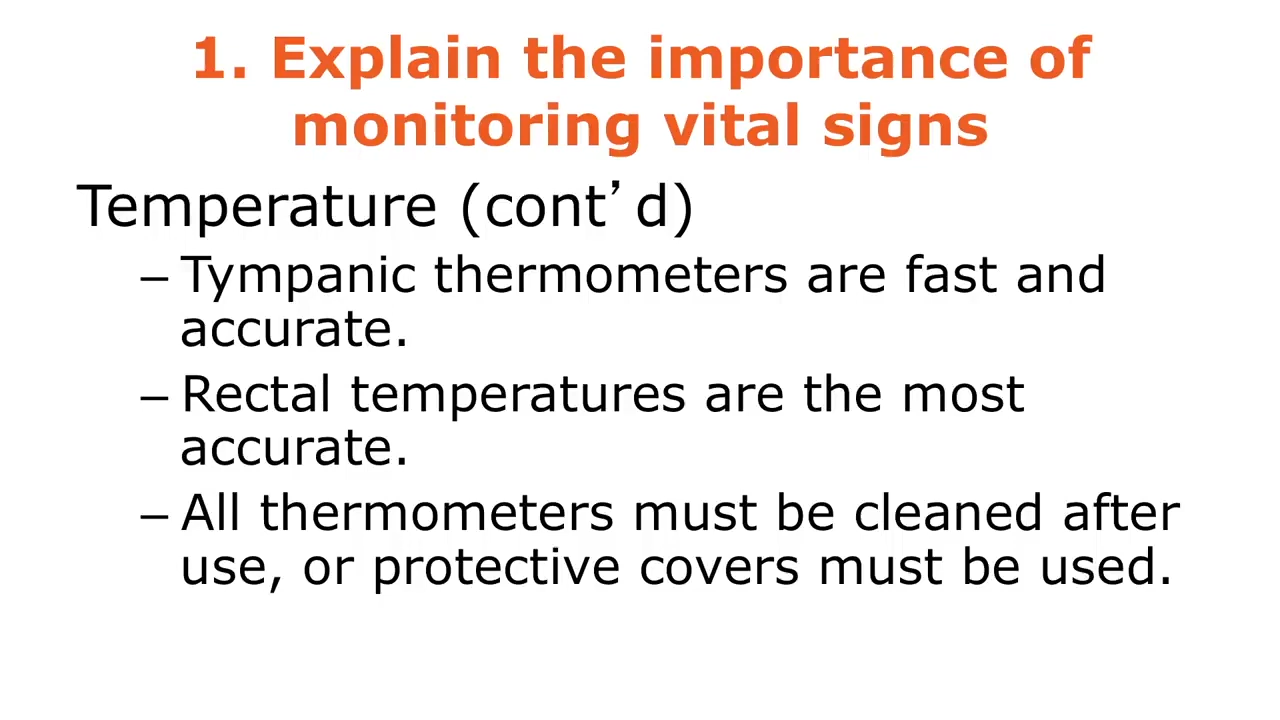 1. Explain the importance of
monitoring vital signs
Temperature (cont’d)
– Tympanic thermometers are fast and
accurate.
– Rectal temperatures are the most
accurate.
– All thermometers must be cleaned after
use, or protective covers must be used.